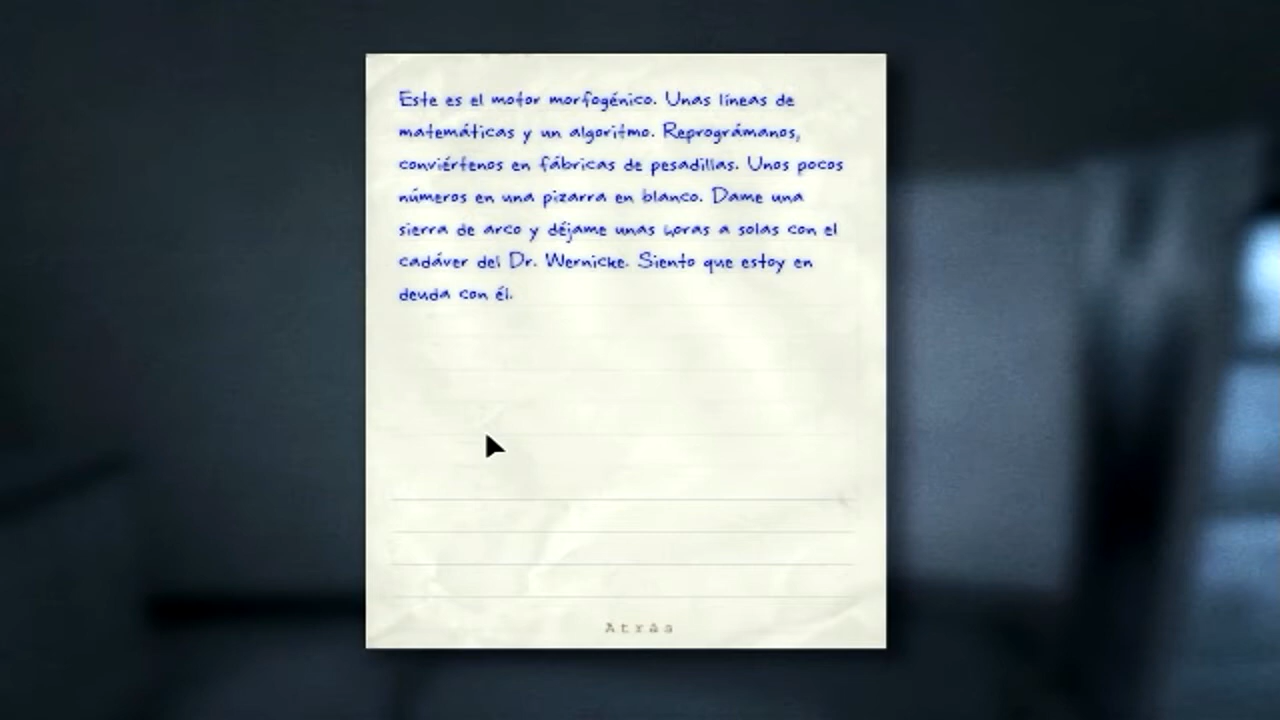 Este es el motor morfogénico. Unas líneas de
matemáticas y un algoritmo. Reprográmanos,
conviértenos en fábricas de pesadillas. Unos pocos
números en una pizarra en blanco. Dame una
sierra de arco y déjame unas horas a solas con el
cadáver del Dr. Wernicke. Siento que estoy en
deuda con él.
Atrás